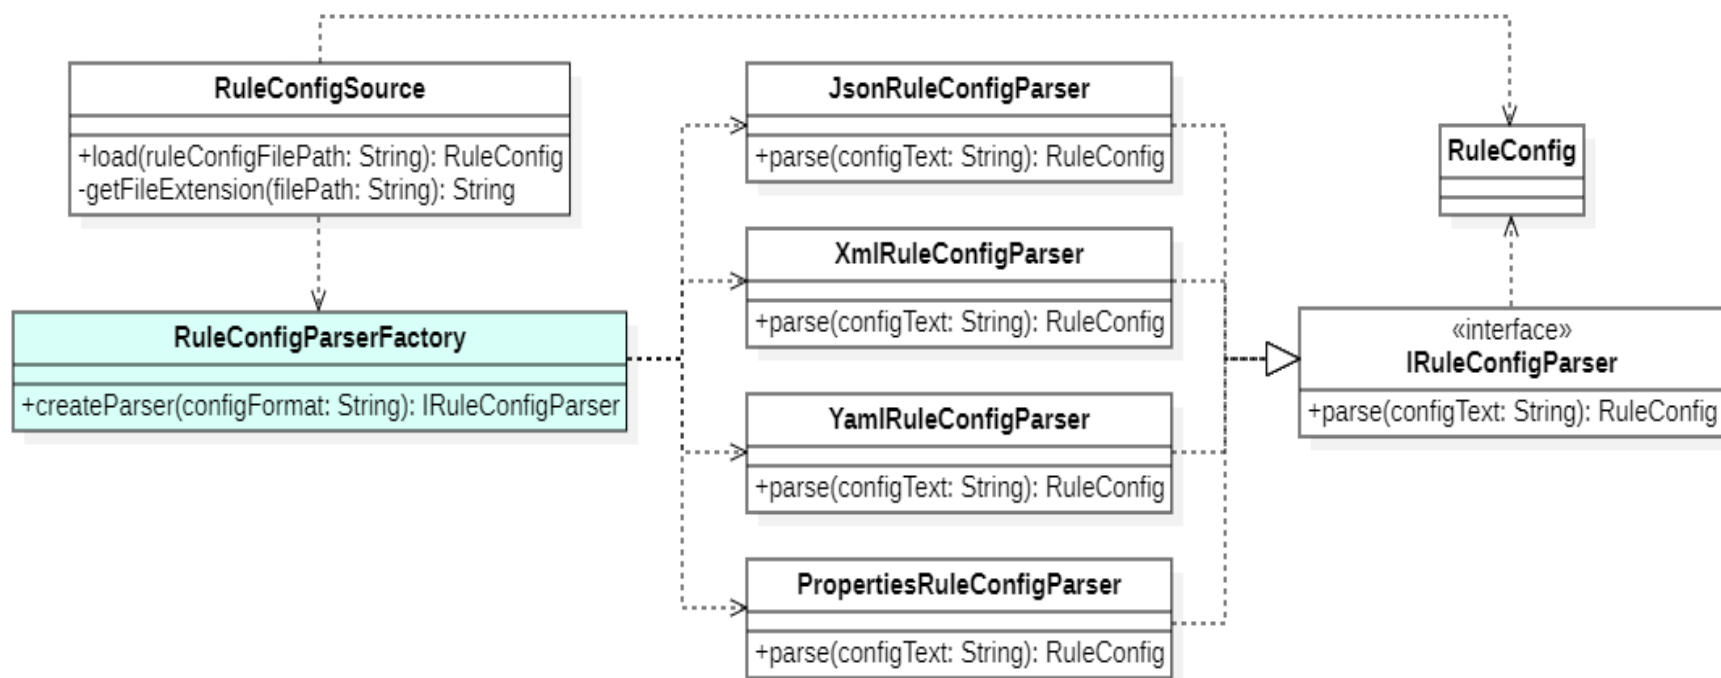 RuleConfigSource
+load(ruleConfigFilePath: String): RuleConfig
-getFileExtension(filePath: String): String
RuleConfigParserFactory
+createParser(configFormat: String): IRuleConfigParser
JsonRuleConfigParser
+parse(configText: String): RuleConfig
XmlRuleConfigParser
+parse(configText: String): RuleConfig
YamlRuleConfigParser
+parse(configText: String): RuleConfig
PropertiesRuleConfigParser
+parse(configText: String): RuleConfig
RuleConfig
«interface»
IRuleConfigParser
+parse(configText: String): RuleConfig